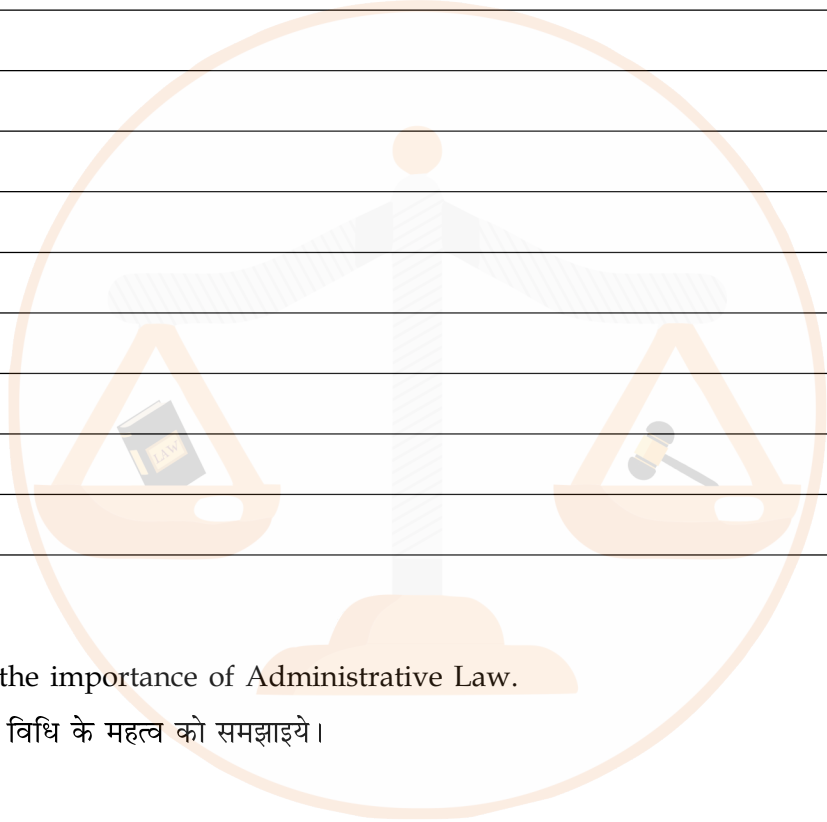 LAW
the importance of Administrative Law.
विधि के महत्व को समझाइये।